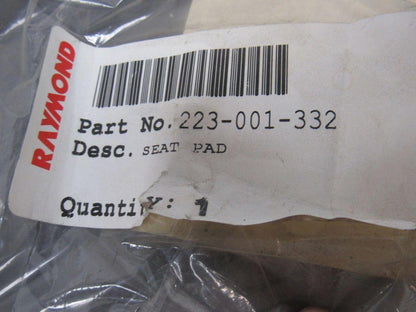 RAYMOND
Part No. 223-001-332
Desc. SEAT PAD
Quantity: 1